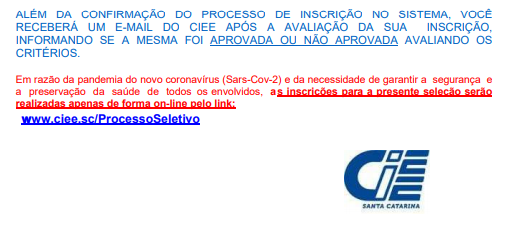 ALÉM DA CONFIRMAÇÃO DO PROCESSO DE INSCRIÇÃO NO SISTEMA, VOCÊ
RECEBERÁ UM E-MAIL DO CIEE APÓS A AVALIAÇÃO DA SUA INSCRIÇÃO,
INFORMANDO SE A MESMA FOI APROVADA OU NÃO APROVADA AVALIANDO OS
CRITÉRIOS.
Em razão da pandemia do novo coronavírus (Sars-Cov-2) e da necessidade de garantir a segurança e
a preservação da saúde de todos os envolvidos, as inscrições para a presente seleção serão
realizadas apenas de forma on-line pelo link:
www.ciee.sc/ProcessoSeletivo
CIEE
SANTA CATARINA